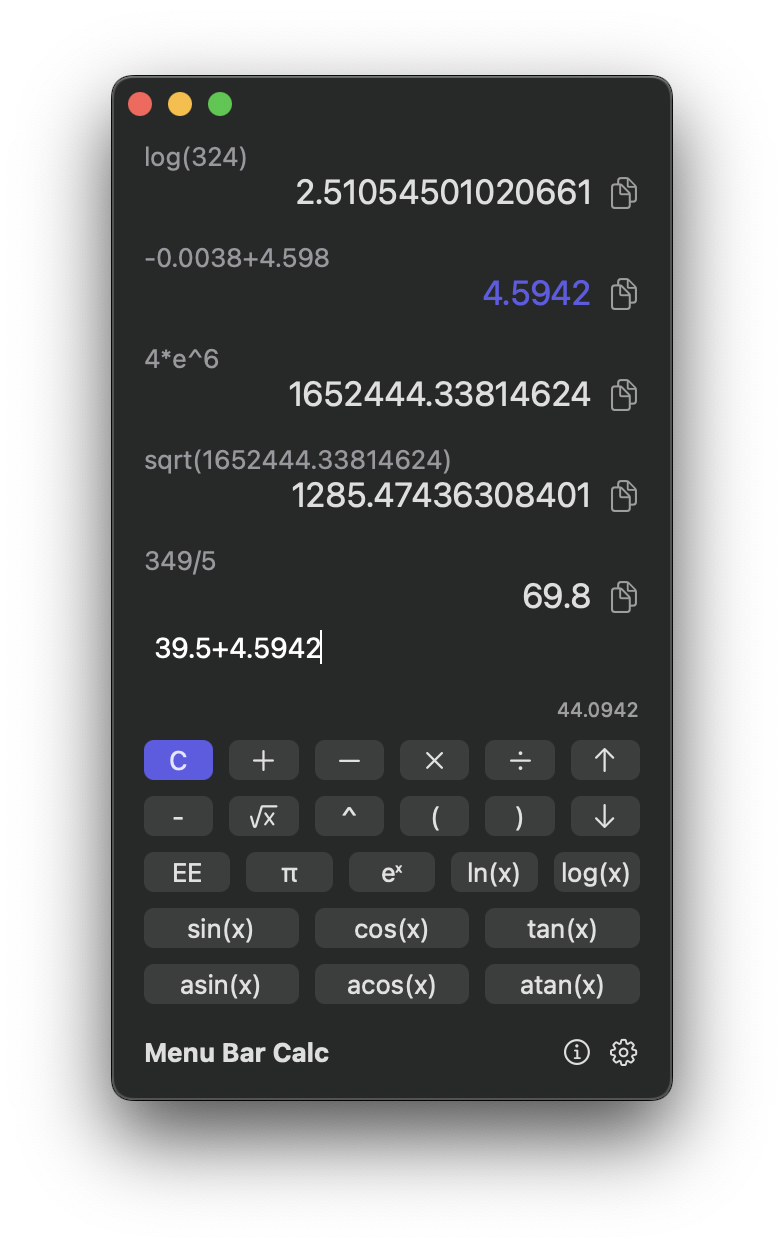 log(324)
2.51054501020661
-0.0038+4.598
4.5942
4*e^6
1652444.33814624
sqrt(1652444.33814624)
1285.47436308401
349/5
69.8
39.5+4.5942
44.0942
C + − × ÷ ↑
- √x ^ ( ) ↓
EE π eˣ ln(x) log(x)
sin(x) cos(x) tan(x)
asin(x) acos(x) atan(x)
Menu Bar Calc